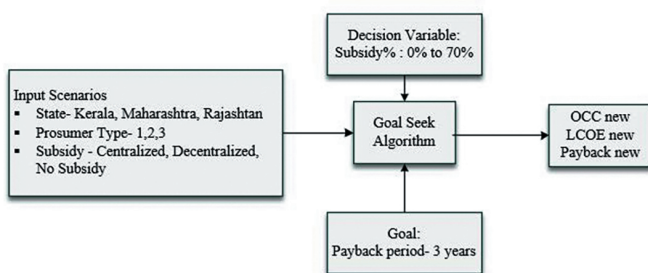 Decision Variable:
Subsidy% : 0% to 70%
Input Scenarios
▪ State- Kerala, Maharashtra, Rajashtan
▪ Prosumer Type- 1,2,3
▪ Subsidy - Centralized, Decentralized,
No Subsidy
Goal Seek
Algorithm
OCC new
LCOE new
Payback new
Goal:
Payback period- 3 years